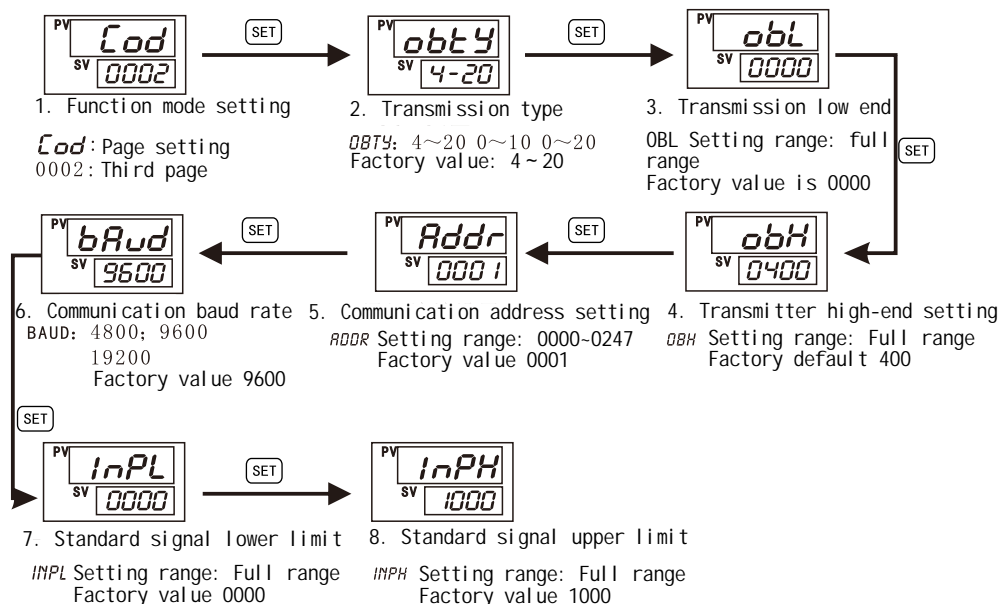 PV Cod
SV 0002
SET
PV obtY
SV 4-20
SET
PV obL
SV 0000
1. Function mode setting
2. Transmission type
3. Transmission low end
Cod: Page setting
0002: Third page
OBTY: 4～20 0～10 0～20
Factory value: 4~20
OBL Setting range: full
range
Factory value is 0000
SET
PV bAud
SV 9600
SET
PV Addr
SV 0001
SET
PV obH
SV 0400
6. Communication baud rate
5. Communication address setting
4. Transmitter high-end setting
BAUD: 4800; 9600
19200
Factory value 9600
ADDR Setting range: 0000~0247
Factory value 0001
OBH Setting range: Full range
Factory default 400
SET
PV InPL
SV 0000
SET
PV InPH
SV 1000
7. Standard signal lower limit
8. Standard signal upper limit
INPL Setting range: Full range
Factory value 0000
INPH Setting range: Full range
Factory value 1000